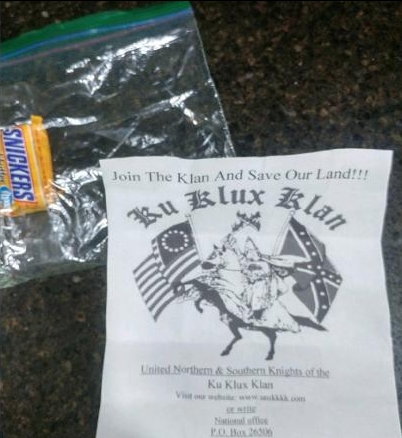 SNICKERS
Join The Klan And Save Our Land!!!
Ku Klux Klan
United Northern & Southern Knights of the
Ku Klux Klan
Visit our website:
or write
National office
P.O. Box 26506